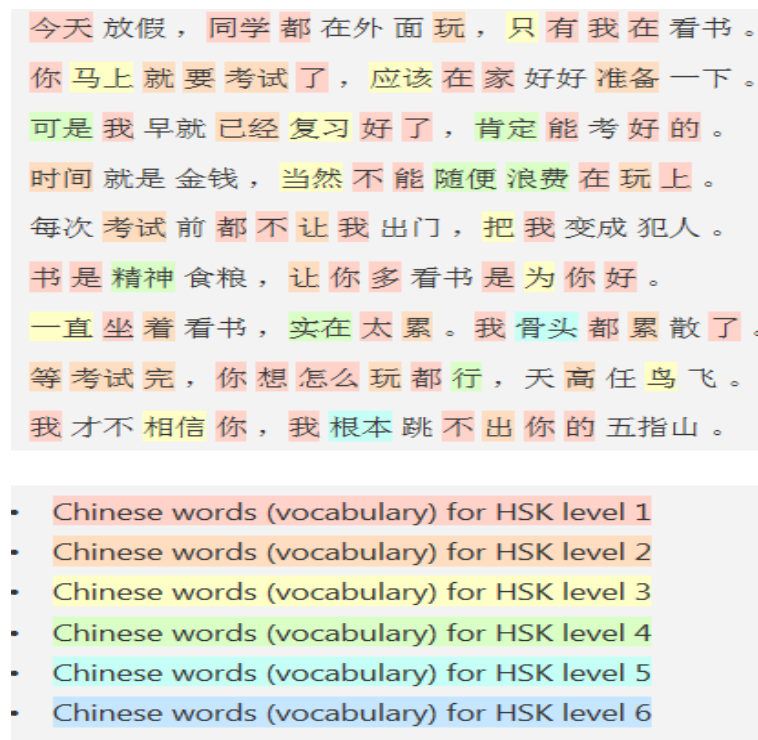 今天 放假 ， 同学 都 在外 面 玩 ， 只 有 我 在 看书 。
你 马上 就 要 考试 了 ， 应该 在 家 好好 准备 一下 。
可是 我 早就 已经 复习 好 了 ， 肯定 能 考 好 的 。
时间 就是 金钱 ， 当然 不 能 随便 浪费 在 玩 上 。
每次 考试 前 都 不 让 我 出门 ， 把 我 变成 犯人 。
书 是 精神 食粮 ， 让 你 多 看书 是 为 你 好 。
一直 坐 着 看书 ， 实在 太 累 。 我 骨头 都 累 散 了 。
等 考试 完 ， 你 想 怎么 玩 都 行 ， 天 高 任 鸟 飞 。
我 才不 相信 你 ， 我 根本 跳 不 出 你 的 五指山 。
• Chinese words (vocabulary) for HSK level 1
• Chinese words (vocabulary) for HSK level 2
• Chinese words (vocabulary) for HSK level 3
• Chinese words (vocabulary) for HSK level 4
• Chinese words (vocabulary) for HSK level 5
• Chinese words (vocabulary) for HSK level 6